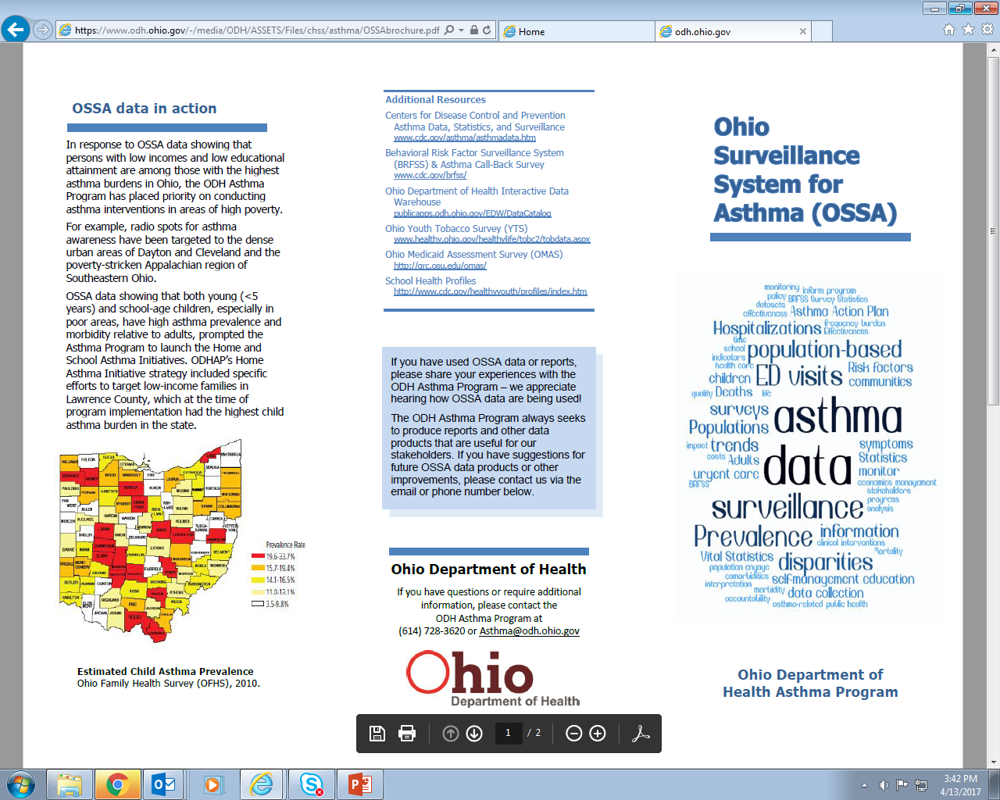 https://www.odh.ohio.gov/-/media/ODH/ASSETS/Files/chss/asthma/OSSAbrochure.pdf
Home
odh.ohio.gov
OSSA data in action
In response to OSSA data showing that
persons with low incomes and low educational
attainment are among those with the highest
asthma burdens in Ohio, the ODH Asthma
Program has placed priority on conducting
asthma interventions in areas of high poverty.
For example, radio spots for asthma
awareness have been targeted to the dense
urban areas of Dayton and Cleveland and the
poverty-stricken Appalachian region of
Southeastern Ohio.
OSSA data showing that both young (<5
years) and school-age children, especially in
poor areas, have high asthma prevalence and
morbidity relative to adults, prompted the
Asthma Program to launch the Home and
School Asthma Initiatives. ODHAP's Home
Asthma Initiative strategy included specific
efforts to target low-income families in
Lawrence County, which at the time of
program implementation had the highest child
asthma burden in the state.
Prevalence Rate
19.6-33.7%
15.7-19.4%
14.1-16.5%
11.0-13.1%
3.5-9.8%
Estimated Child Asthma Prevalence
Ohio Family Health Survey (OFHS), 2010.
Additional Resources
Centers for Disease Control and Prevention
Asthma Data, Statistics, and Surveillance
www.cdc.gov/asthma/asthmadata.htm
Behavioral Risk Factor Surveillance System
(BRFSS) & Asthma Call-Back Survey
www.cdc.gov/brfss/
Ohio Department of Health Interactive Data
Warehouse
publicapps.odh.ohio.gov/EDW/DataCatalog
Ohio Youth Tobacco Survey (YTS)
www.healthy.ohio.gov/healthylife/tobc2/tobdata.aspx
Ohio Medicaid Assessment Survey (OMAS)
http://grc.osu.edu/omas/
School Health Profiles
http://www.cdc.gov/healthyyouth/profiles/index.htm
If you have used OSSA data or reports,
please share your experiences with the
ODH Asthma Program – we appreciate
hearing how OSSA data are being used!
The ODH Asthma Program always seeks
to produce reports and other data
products that are useful for our
stakeholders. If you have suggestions for
future OSSA data products or other
improvements, please contact us via the
email or phone number below.
Ohio Department of Health
If you have questions or require additional
information, please contact the
ODH Asthma Program at
(614) 728-3620 or Asthma@odh.ohio.gov
Ohio
Department of Health
Ohio
Surveillance
System for
Asthma (OSSA)
monitoring inform program
policy BRFSS Survey Statistics
datasets
effectiveness Asthma Action Plan
Hospitalizations frequency burden
Effectiveness
time
school population-based
indicators
health care ED visits Risk factors
children communities
quality Deaths life
surveys asthma
Populations
impact trends symptoms
costs Adults data Statistics
urgent care monitor
BRFSS economics management
stakeholders
surveillance progress
analysis
Prevalence information
clinical interventions
Vital Statistics disparities Mortality
population
comorbidities self-management education
interpretation morbidity data collection
accountability asthma-related public health
Ohio Department of
Health Asthma Program
1 / 2
3:42 PM
4/13/2017